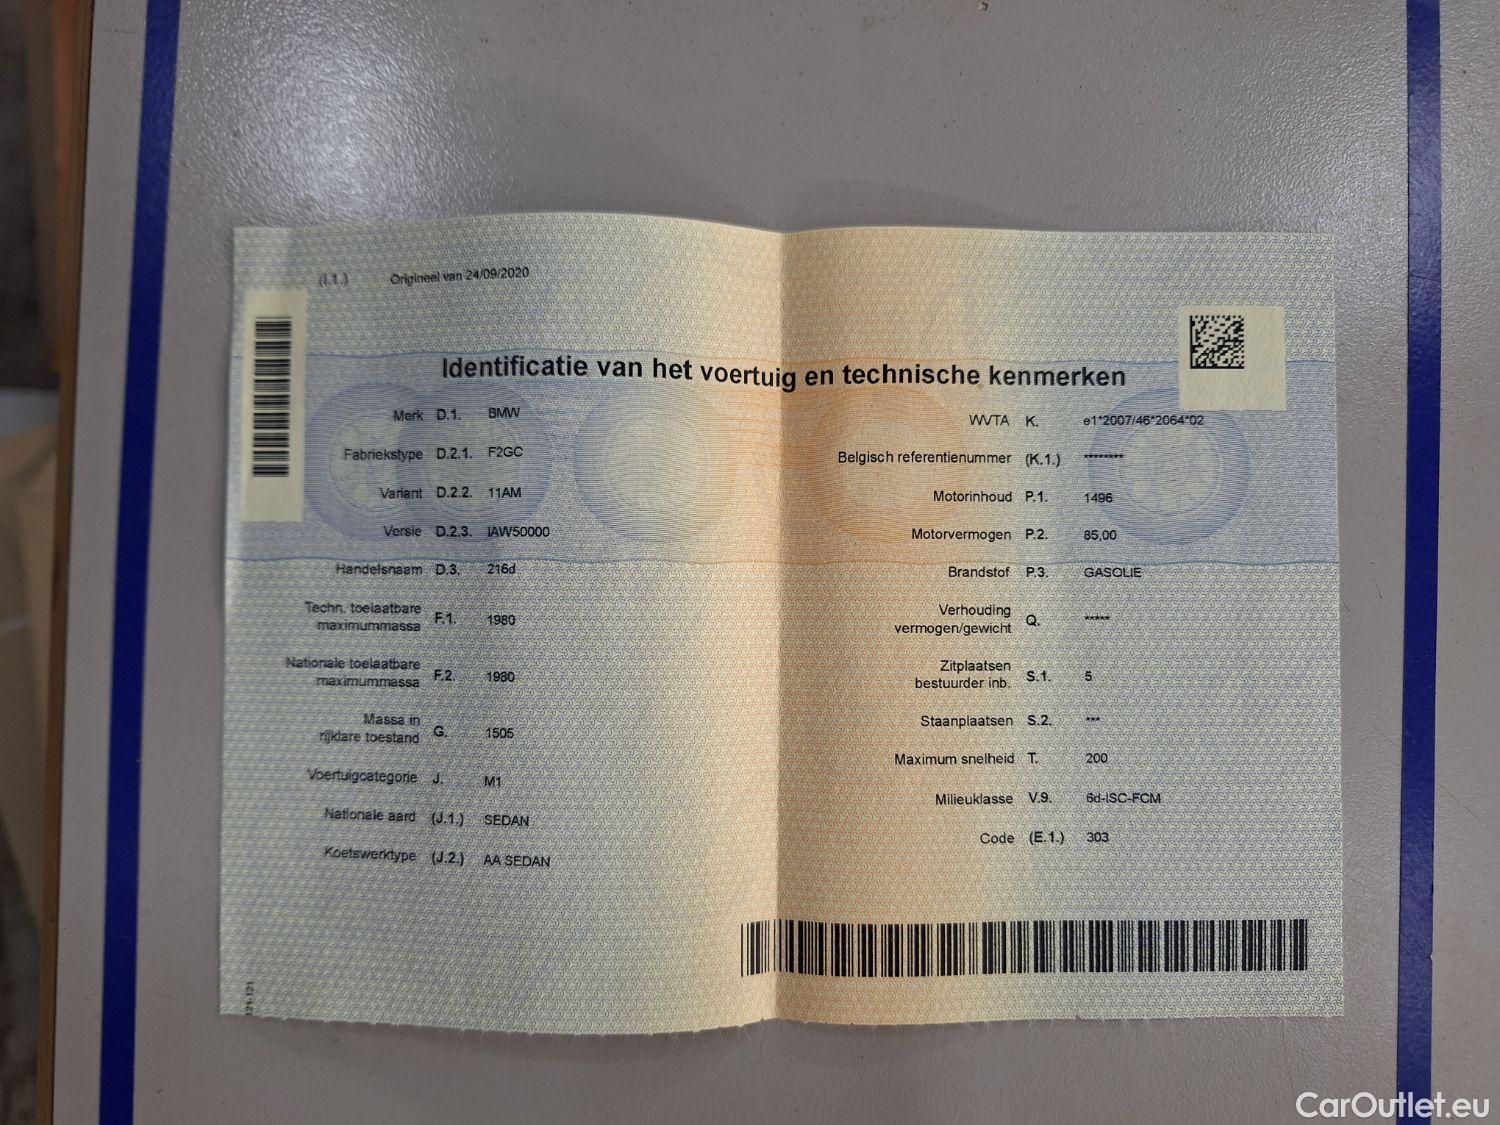 (I.1.) Origineel van 24/09/2020
Identificatie van het voertuig en technische kenmerken
Merk D.1. BMW
Fabriekstype D.2.1. F2GC
Variant D.2.2. 11AM
Versie D.2.3. IAW50000
Handelsnaam D.3. 216d
Techn. toelaatbare
maximummassa F.1. 1980
Nationale toelaatbare
maximummassa F.2. 1980
Massa in
rijklare toestand G. 1505
Voertuigcategorie J. M1
Nationale aard (J.1.) SEDAN
Koetswerktype (J.2.) AA SEDAN
121-121
WVTA K. e1*2007/46*2064*02
Belgisch referentienummer (K.1.) ********
Motorinhoud P.1. 1496
Motorvermogen P.2. 85,00
Brandstof P.3. GASOLIE
Verhouding
vermogen/gewicht Q. *****
Zitplaatsen
bestuurder inb. S.1. 5
Staanplaatsen S.2. ***
Maximum snelheid T. 200
Milieuklasse V.9. 6d-ISC-FCM
Code (E.1.) 303
CarOutlet.eu